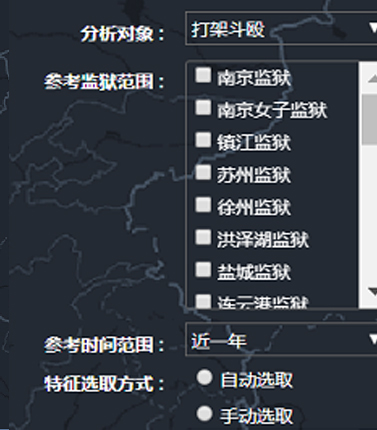 分析对象： 打架斗殴
参考监狱范围： 南京监狱
南京女子监狱
镇江监狱
苏州监狱
徐州监狱
洪泽湖监狱
盐城监狱
连云港监狱
参考时间范围： 近一年
特征选取方式： 自动选取
手动选取